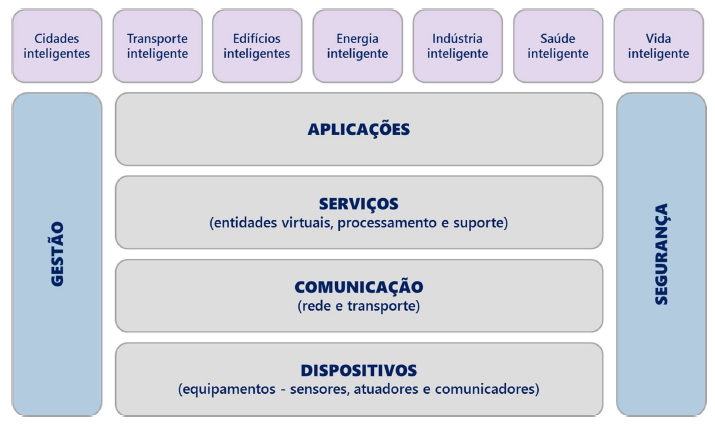 Cidades
inteligentes
Transporte
inteligente
Edifícios
inteligentes
Energia
inteligente
Indústria
inteligente
Saúde
inteligente
Vida
inteligente
GESTÃO
APLICAÇÕES
SERVIÇOS
(entidades virtuais, processamento e suporte)
COMUNICAÇÃO
(rede e transporte)
DISPOSITIVOS
(equipamentos - sensores, atuadores e comunicadores)
SEGURANÇA